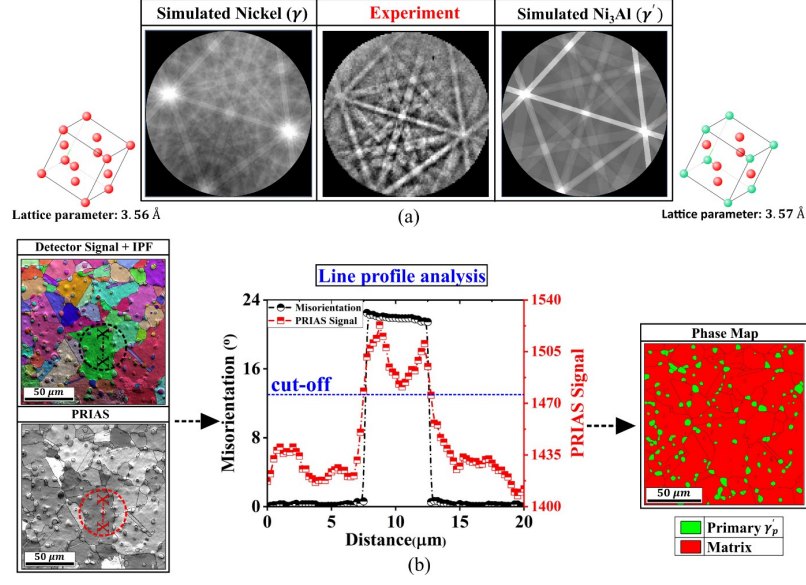 Simulated Nickel (γ)
Experiment
Simulated Ni₃Al (γ′)
Lattice parameter: 3.56 Å
(a)
Lattice parameter: 3.57 Å
Detector Signal + IPF
50 μm
PRIAS
50 μm
Line profile analysis
Misorientation
PRIAS Signal
cut-off
Misorientation (°)
24
16
8
0
PRIAS Signal
1540
1505
1470
1435
1400
0
5
10
15
20
Distance(μm)
(b)
Phase Map
50 μm
Primary γ′ₚ
Matrix